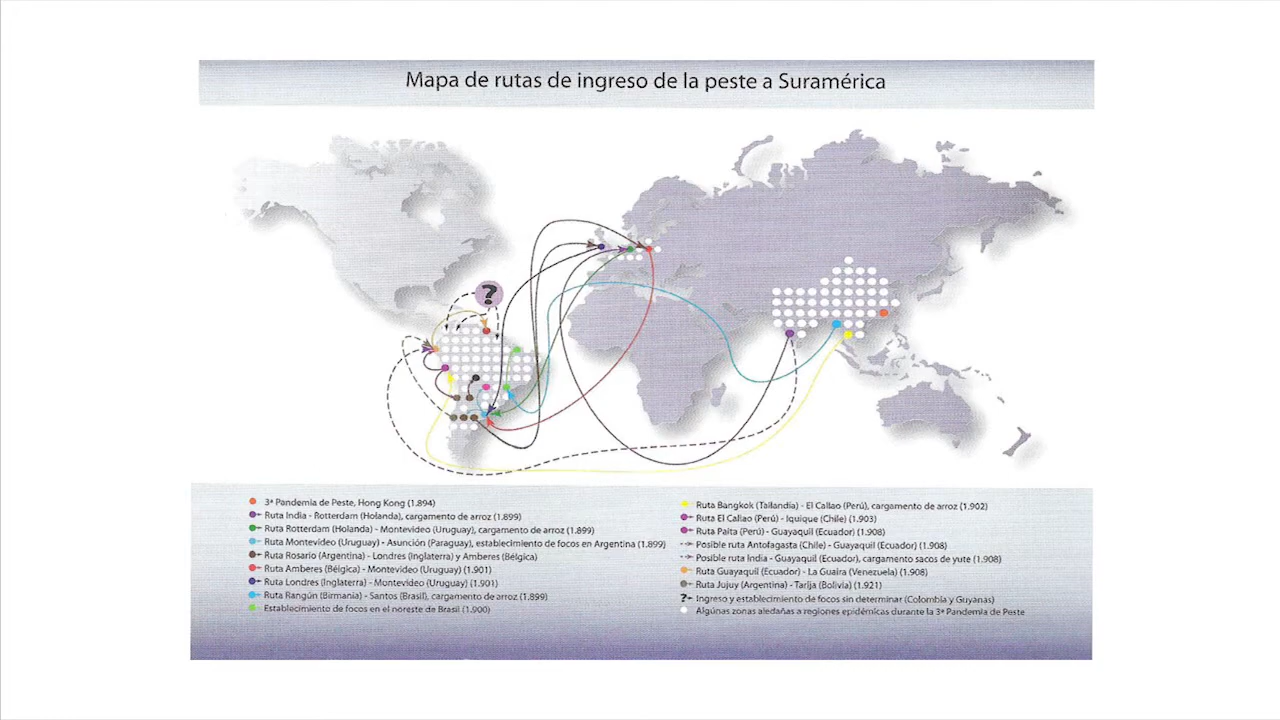 Mapa de rutas de ingreso de la peste a Suramérica
?
3ª Pandemia de Peste, Hong Kong (1.894)
Ruta India - Rotterdam (Holanda), cargamento de arroz (1.899)
Ruta Rotterdam (Holanda) - Montevideo (Uruguay), cargamento de arroz (1.899)
Ruta Montevideo (Uruguay) - Asunción (Paraguay), establecimiento de focos en Argentina (1.899)
Ruta Rosario (Argentina) - Londres (Inglaterra) y Amberes (Bélgica)
Ruta Amberes (Bélgica) - Montevideo (Uruguay) (1.901)
Ruta Londres (Inglaterra) - Montevideo (Uruguay) (1.901)
Ruta Rangún (Birmania) - Santos (Brasil), cargamento de arroz (1.899)
Establecimiento de focos en el noreste de Brasil (1.900)
Ruta Bangkok (Tailandia) - El Callao (Perú), cargamento de arroz (1.902)
Ruta El Callao (Perú) - Iquique (Chile) (1.903)
Ruta Paita (Perú) - Guayaquil (Ecuador) (1.908)
Posible ruta Antofagasta (Chile) - Guayaquil (Ecuador) (1.908)
Posible ruta India - Guayaquil (Ecuador), cargamento sacos de yute (1.908)
Ruta Guayaquil (Ecuador) - La Guaira (Venezuela) (1.908)
Ruta Jujuy (Argentina) - Tarija (Bolivia) (1.921)
? Ingreso y establecimiento de focos sin determinar (Colombia y Guyanas)
Algúnas zonas aledañas a regiones epidémicas durante la 3ª Pandemia de Peste